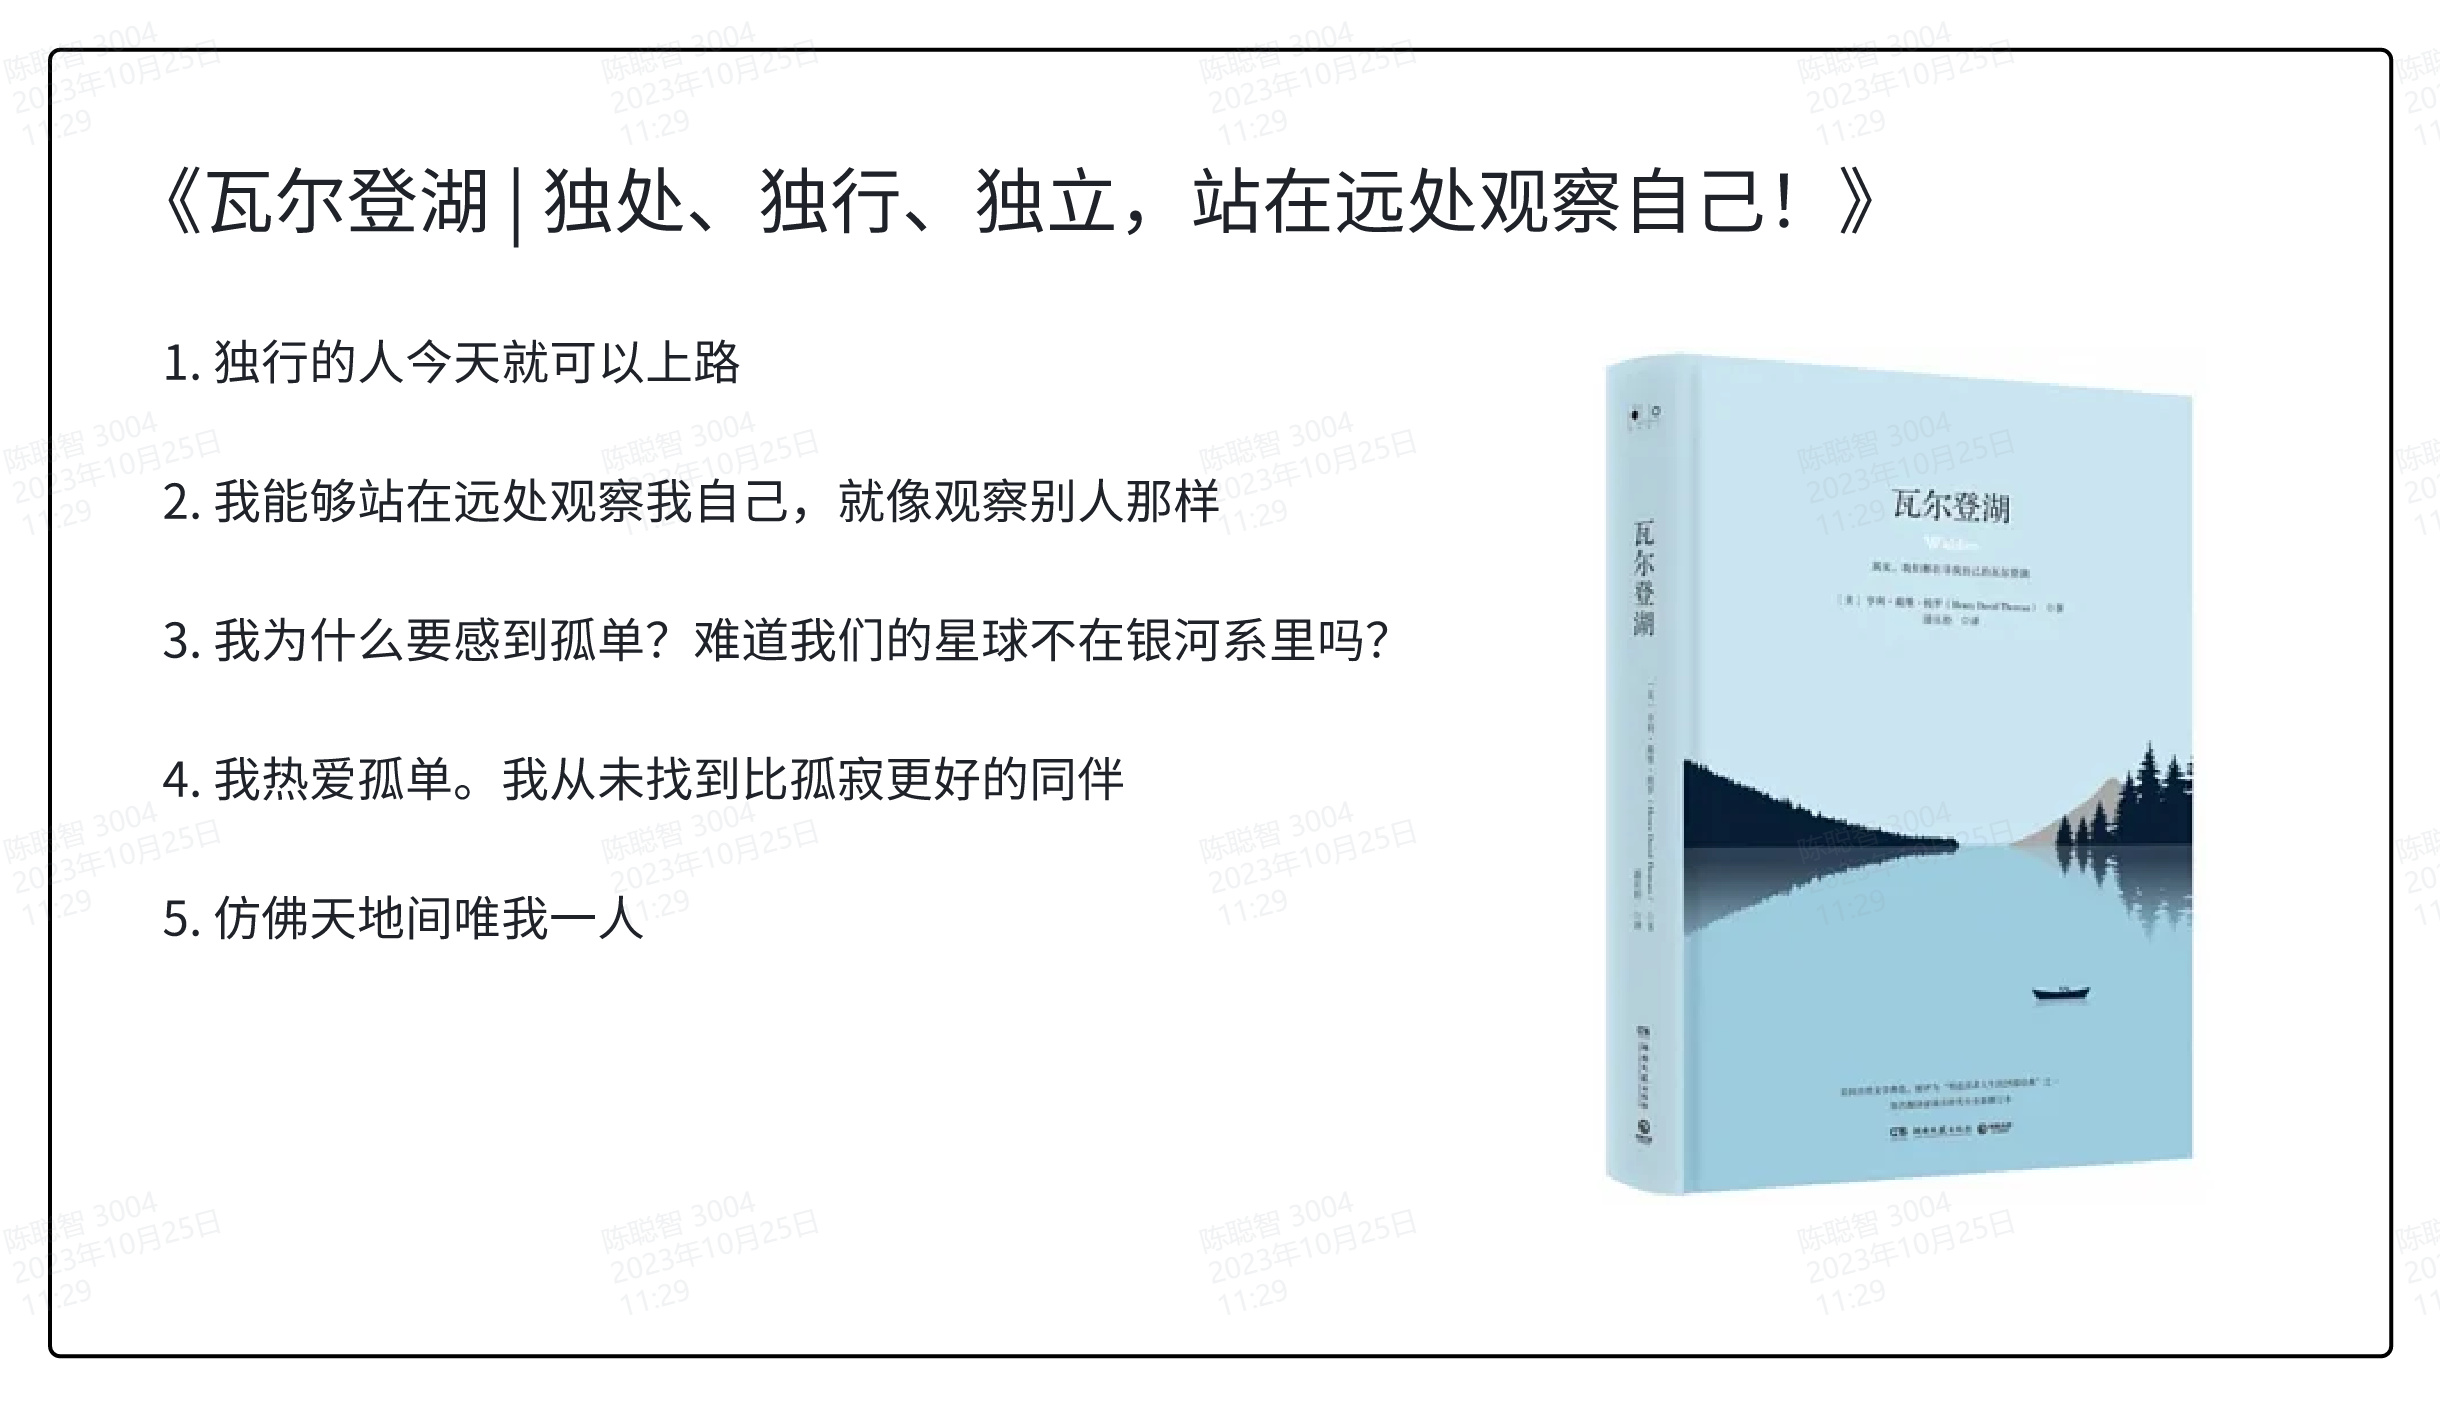 《瓦尔登湖 | 独处、独行、独立，站在远处观察自己！》
1. 独行的人今天就可以上路
2. 我能够站在远处观察我自己，就像观察别人那样
3. 我为什么要感到孤单？难道我们的星球不在银河系里吗？
4. 我热爱孤单。我从未找到比孤寂更好的同伴
5. 仿佛天地间唯我一人
瓦尔登湖
瓦尔登湖
Walden
陈聪智 3004
2023年10月25日
11:29